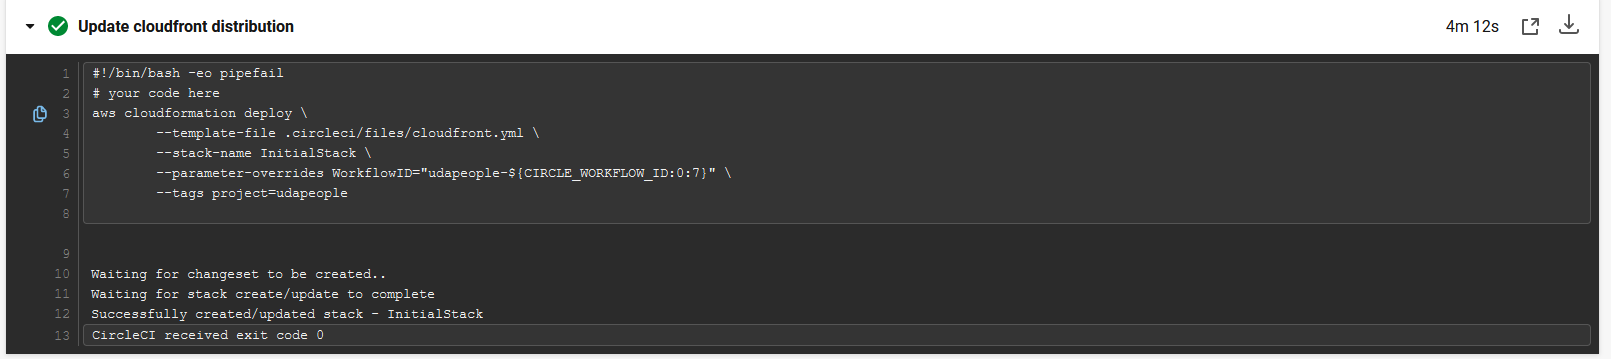 Update cloudfront distribution 4m 12s
1 #!/bin/bash -eo pipefail
2 # your code here
3 aws cloudformation deploy \
4 --template-file .circleci/files/cloudfront.yml \
5 --stack-name InitialStack \
6 --parameter-overrides WorkflowID="udapeople-${CIRCLE_WORKFLOW_ID:0:7}" \
7 --tags project=udapeople
8
9
10 Waiting for changeset to be created..
11 Waiting for stack create/update to complete
12 Successfully created/updated stack - InitialStack
13 CircleCI received exit code 0